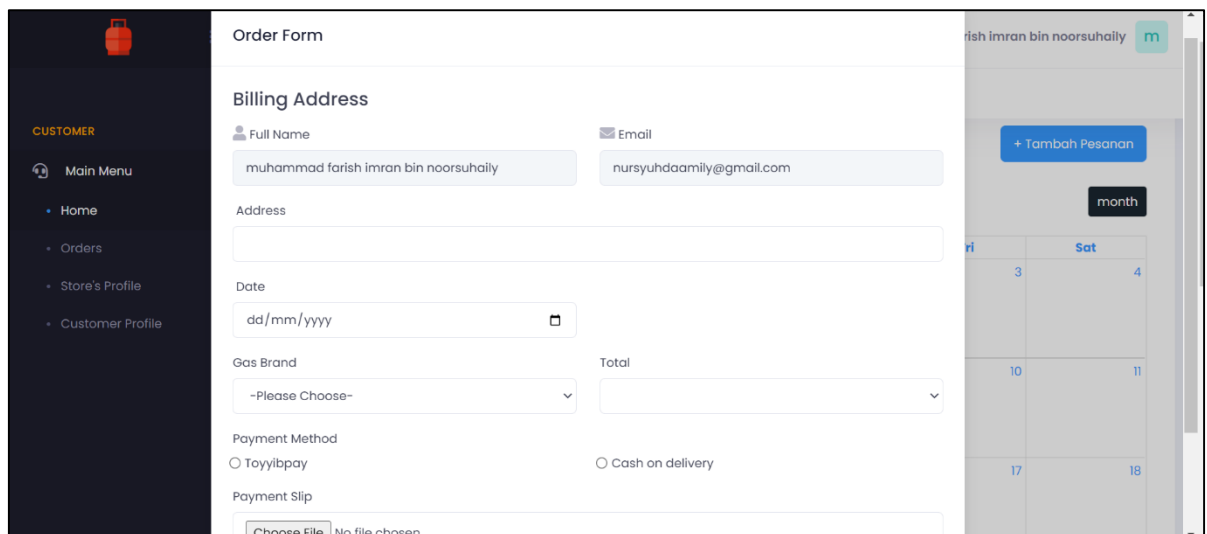 Order Form
rish imran bin noorsuhaily m
Billing Address
CUSTOMER
Full Name Email
+ Tambah Pesanan
muhammad farish imran bin noorsuhaily nursyuhdaamily@gmail.com
Main Menu
month
Home
Address
Orders
ri Sat
3 4
Store's Profile
Date
Customer Profile
dd/mm/yyyy
Gas Brand Total
10 11
-Please Choose-
Payment Method
Toyyibpay Cash on delivery
17 18
Payment Slip
Choose File No file chosen